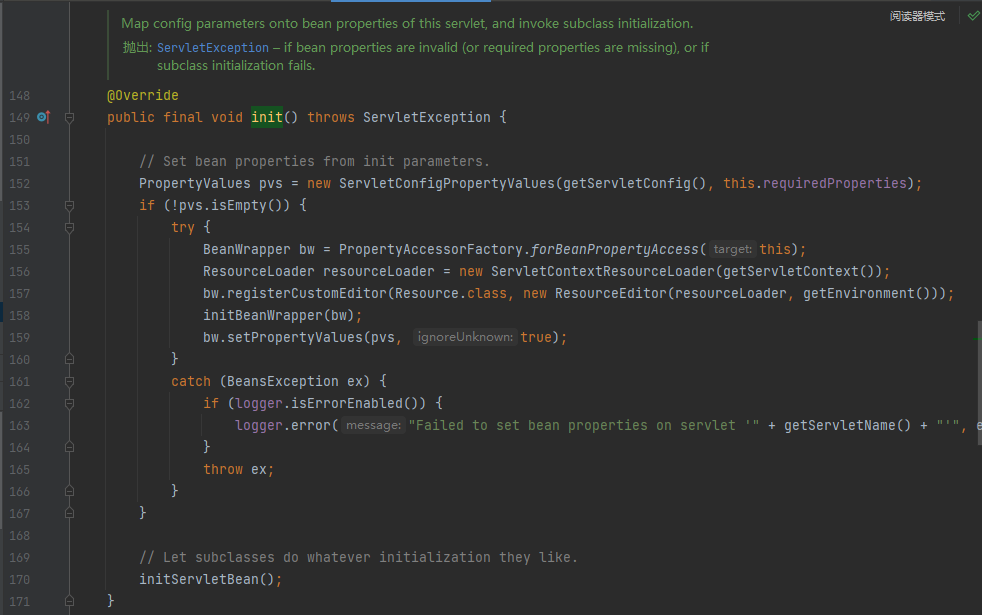 Map config parameters onto bean properties of this servlet, and invoke subclass initialization.
阅读器模式
抛出: ServletException – if bean properties are invalid (or required properties are missing), or if
subclass initialization fails.
148 @Override
149 public final void init() throws ServletException {
150
151 // Set bean properties from init parameters.
152 PropertyValues pvs = new ServletConfigPropertyValues(getServletConfig(), this.requiredProperties);
153 if (!pvs.isEmpty()) {
154 try {
155 BeanWrapper bw = PropertyAccessorFactory.forBeanPropertyAccess( target: this);
156 ResourceLoader resourceLoader = new ServletContextResourceLoader(getServletContext());
157 bw.registerCustomEditor(Resource.class, new ResourceEditor(resourceLoader, getEnvironment()));
158 initBeanWrapper(bw);
159 bw.setPropertyValues(pvs, ignoreUnknown: true);
160 }
161 catch (BeansException ex) {
162 if (logger.isErrorEnabled()) {
163 logger.error( message: "Failed to set bean properties on servlet '" + getServletName() + "'", e
164 }
165 throw ex;
166 }
167 }
168
169 // Let subclasses do whatever initialization they like.
170 initServletBean();
171 }